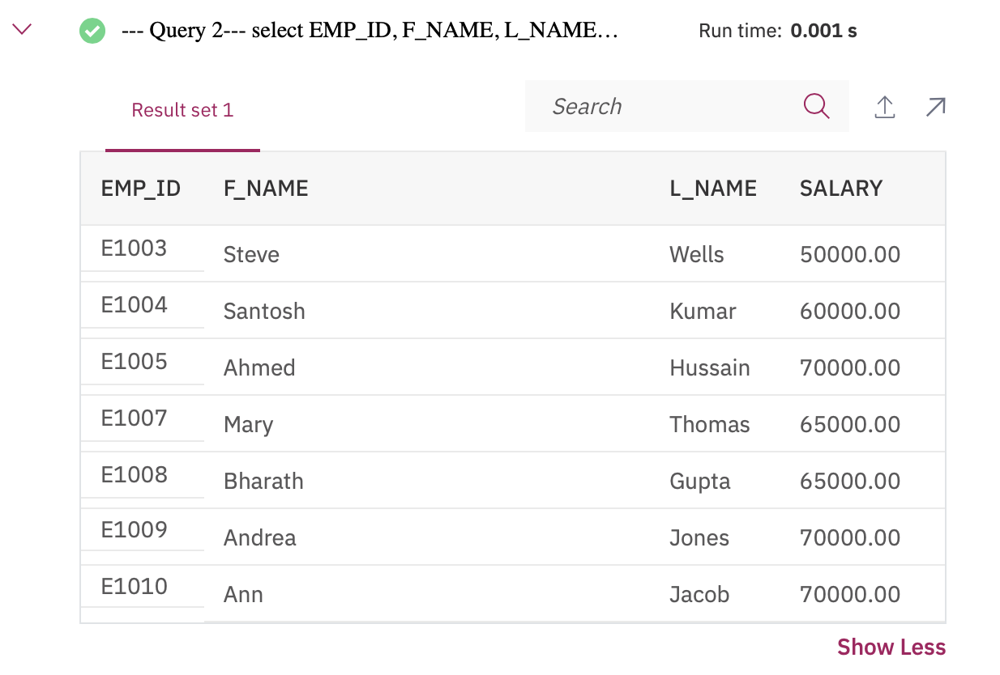 --- Query 2--- select EMP_ID, F_NAME, L_NAME... Run time: 0.001 s
Result set 1 Search
EMP_ID F_NAME L_NAME SALARY
E1003 Steve Wells 50000.00
E1004 Santosh Kumar 60000.00
E1005 Ahmed Hussain 70000.00
E1007 Mary Thomas 65000.00
E1008 Bharath Gupta 65000.00
E1009 Andrea Jones 70000.00
E1010 Ann Jacob 70000.00
Show Less